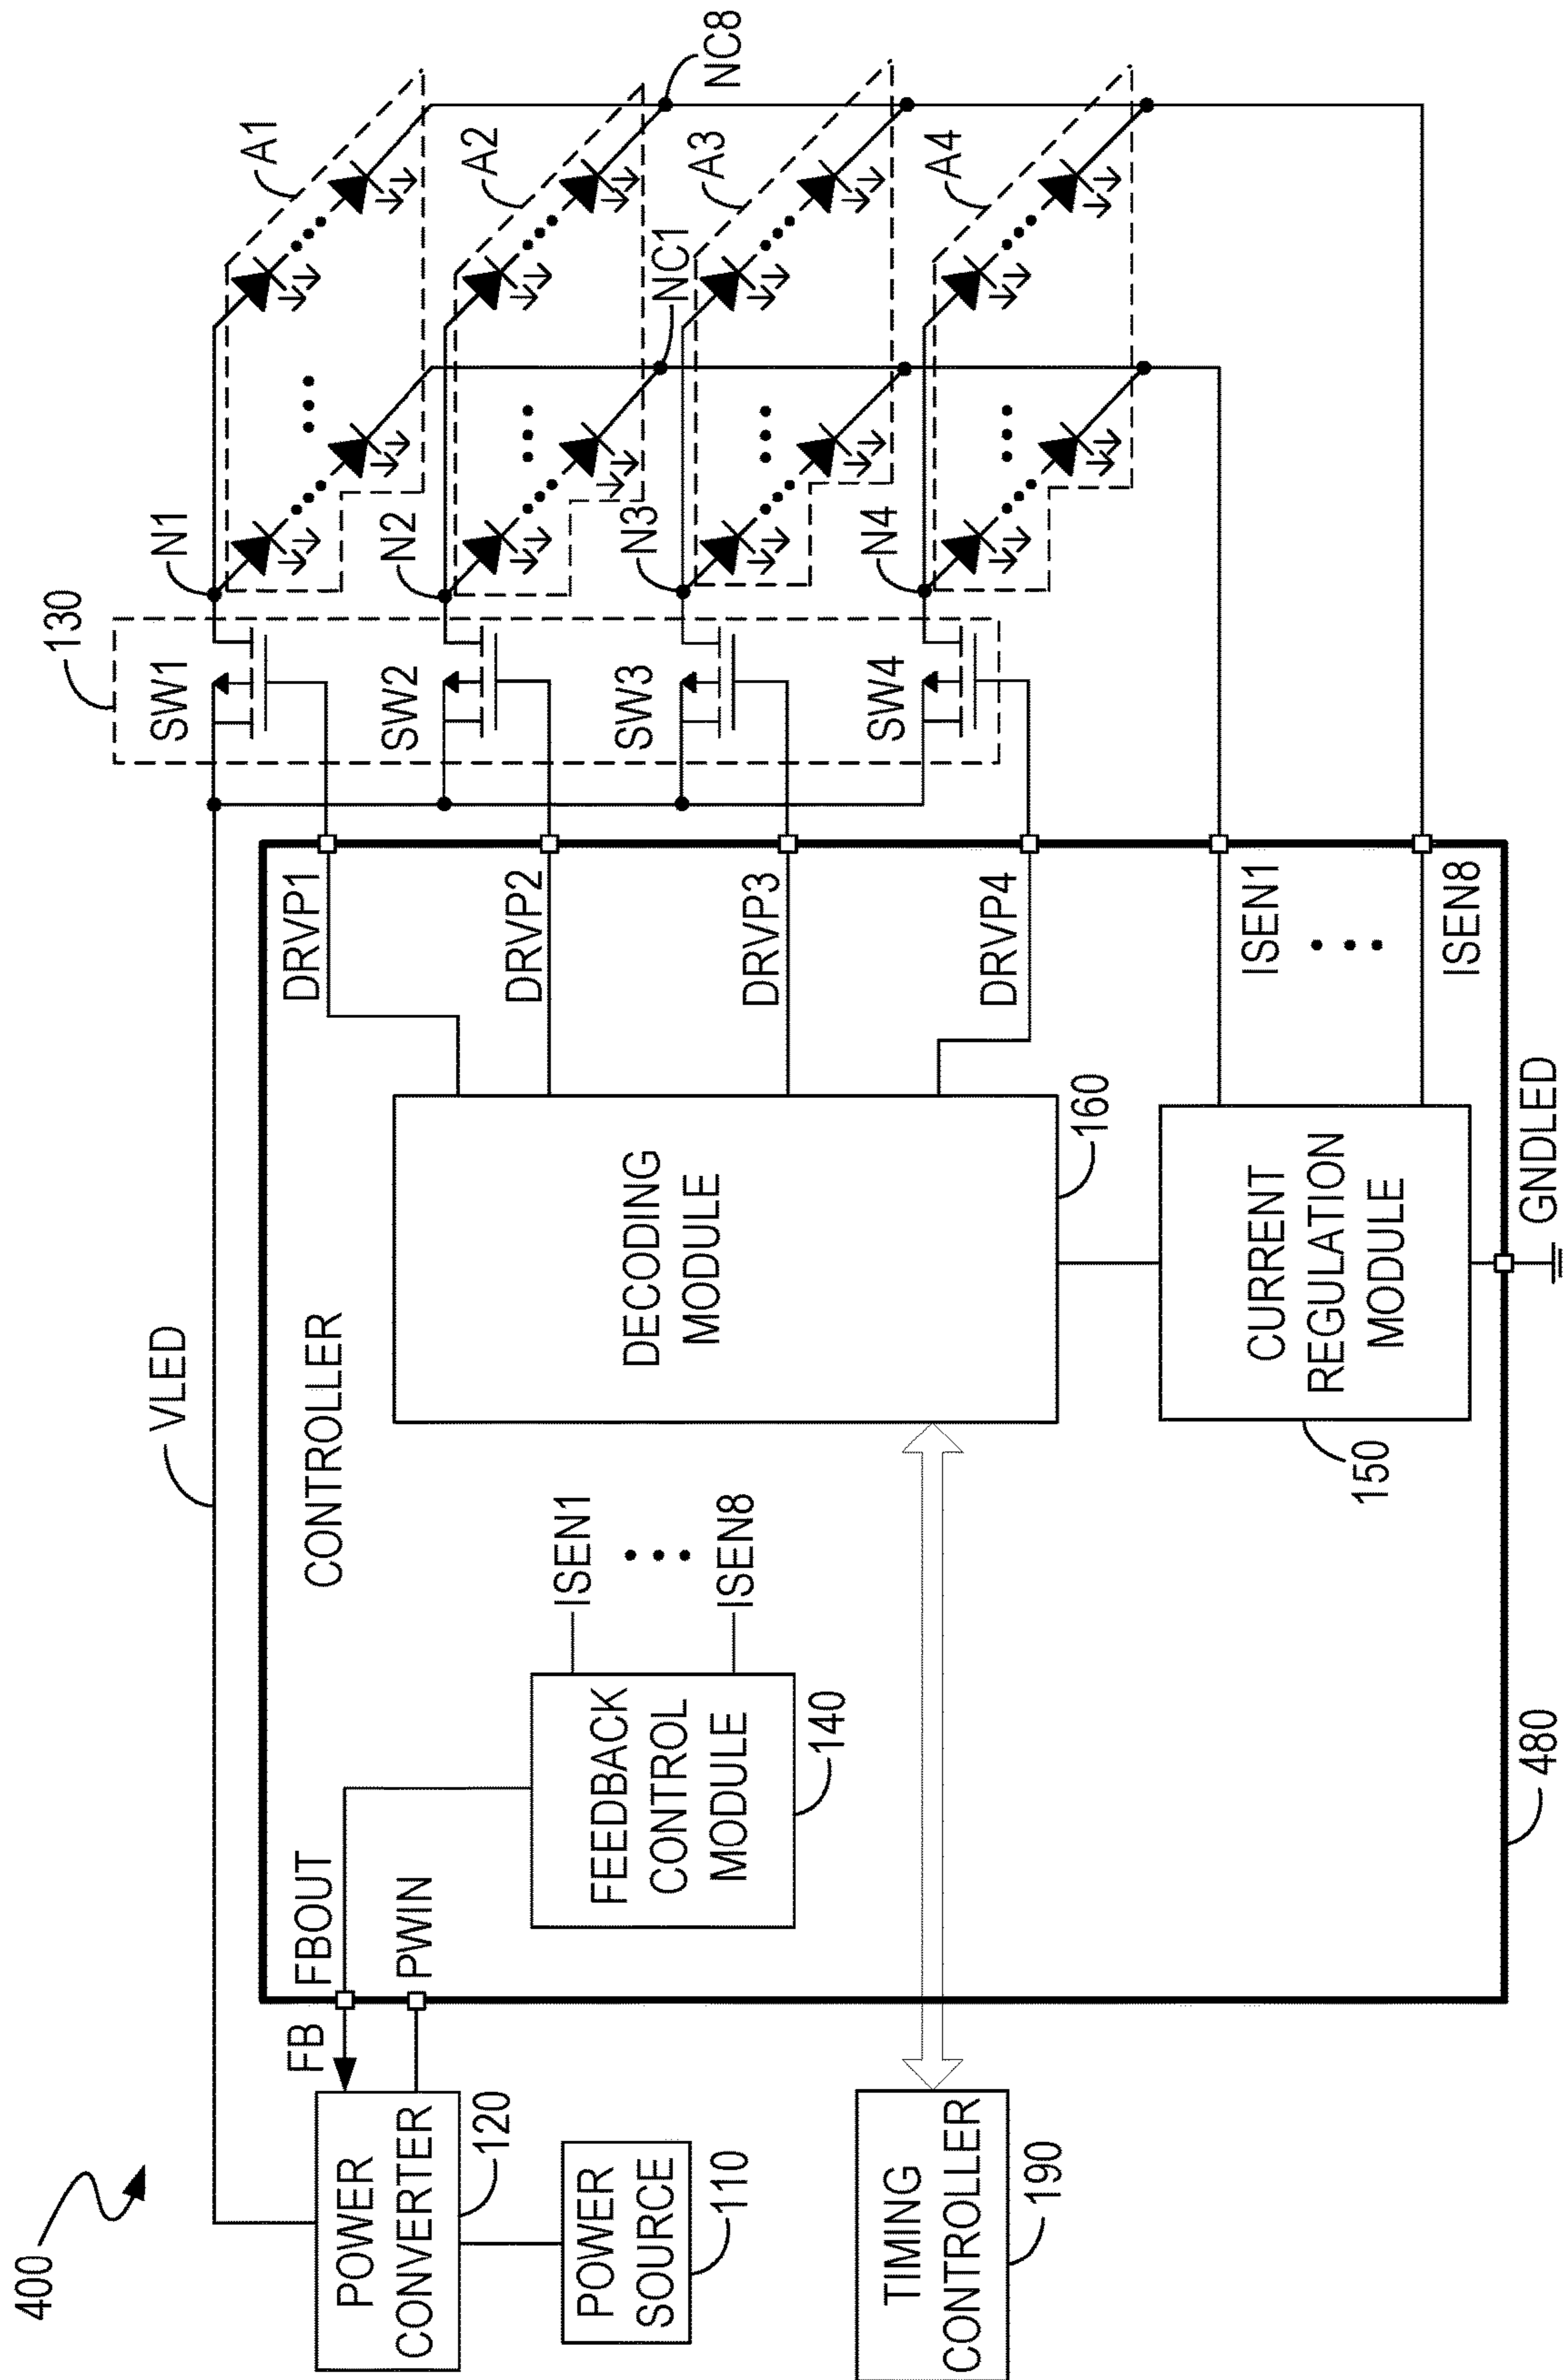 400
VLED
130
N1
A1
SW1
N2
A2
NC8
SW2
NC1
N3
A3
SW3
N4
A4
SW4
POWER
CONVERTER
120
FB
FBOUT
PWIN
CONTROLLER
DRVP1
DRVP2
DRVP3
DRVP4
POWER
SOURCE
110
FEEDBACK
CONTROL
MODULE
140
ISEN1
ISEN8
DECODING
MODULE
160
TIMING
CONTROLLER
190
CURRENT
REGULATION
MODULE
150
ISEN1
ISEN8
480
GNDLED